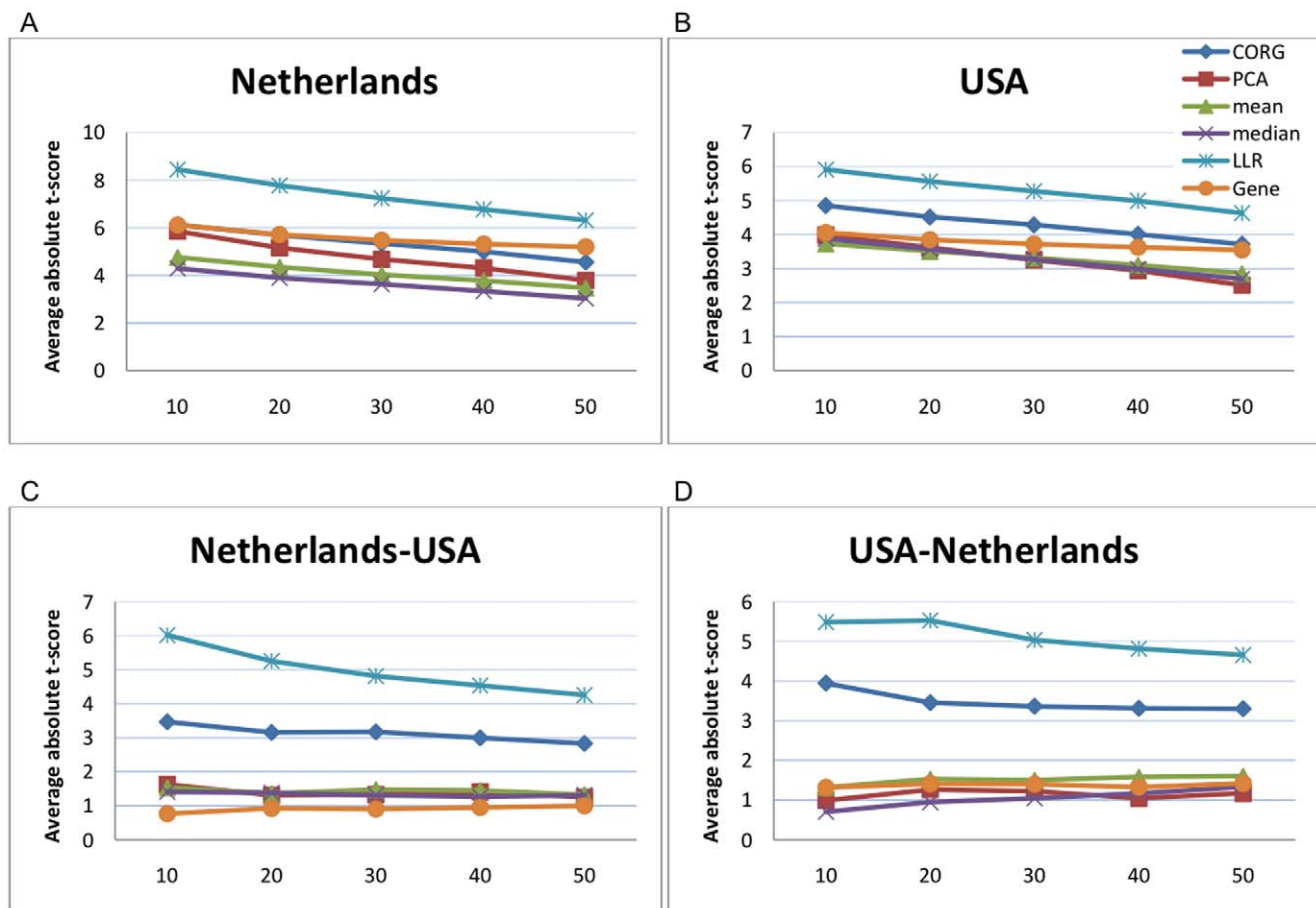 A
Netherlands
Average absolute t-score
10
8
6
4
2
0
10 20 30 40 50
B
USA
CORG
PCA
mean
median
LLR
Gene
Average absolute t-score
7
6
5
4
3
2
1
0
10 20 30 40 50
C
Netherlands-USA
Average absolute t-score
7
6
5
4
3
2
1
0
10 20 30 40 50
D
USA-Netherlands
Average absolute t-score
6
5
4
3
2
1
0
10 20 30 40 50